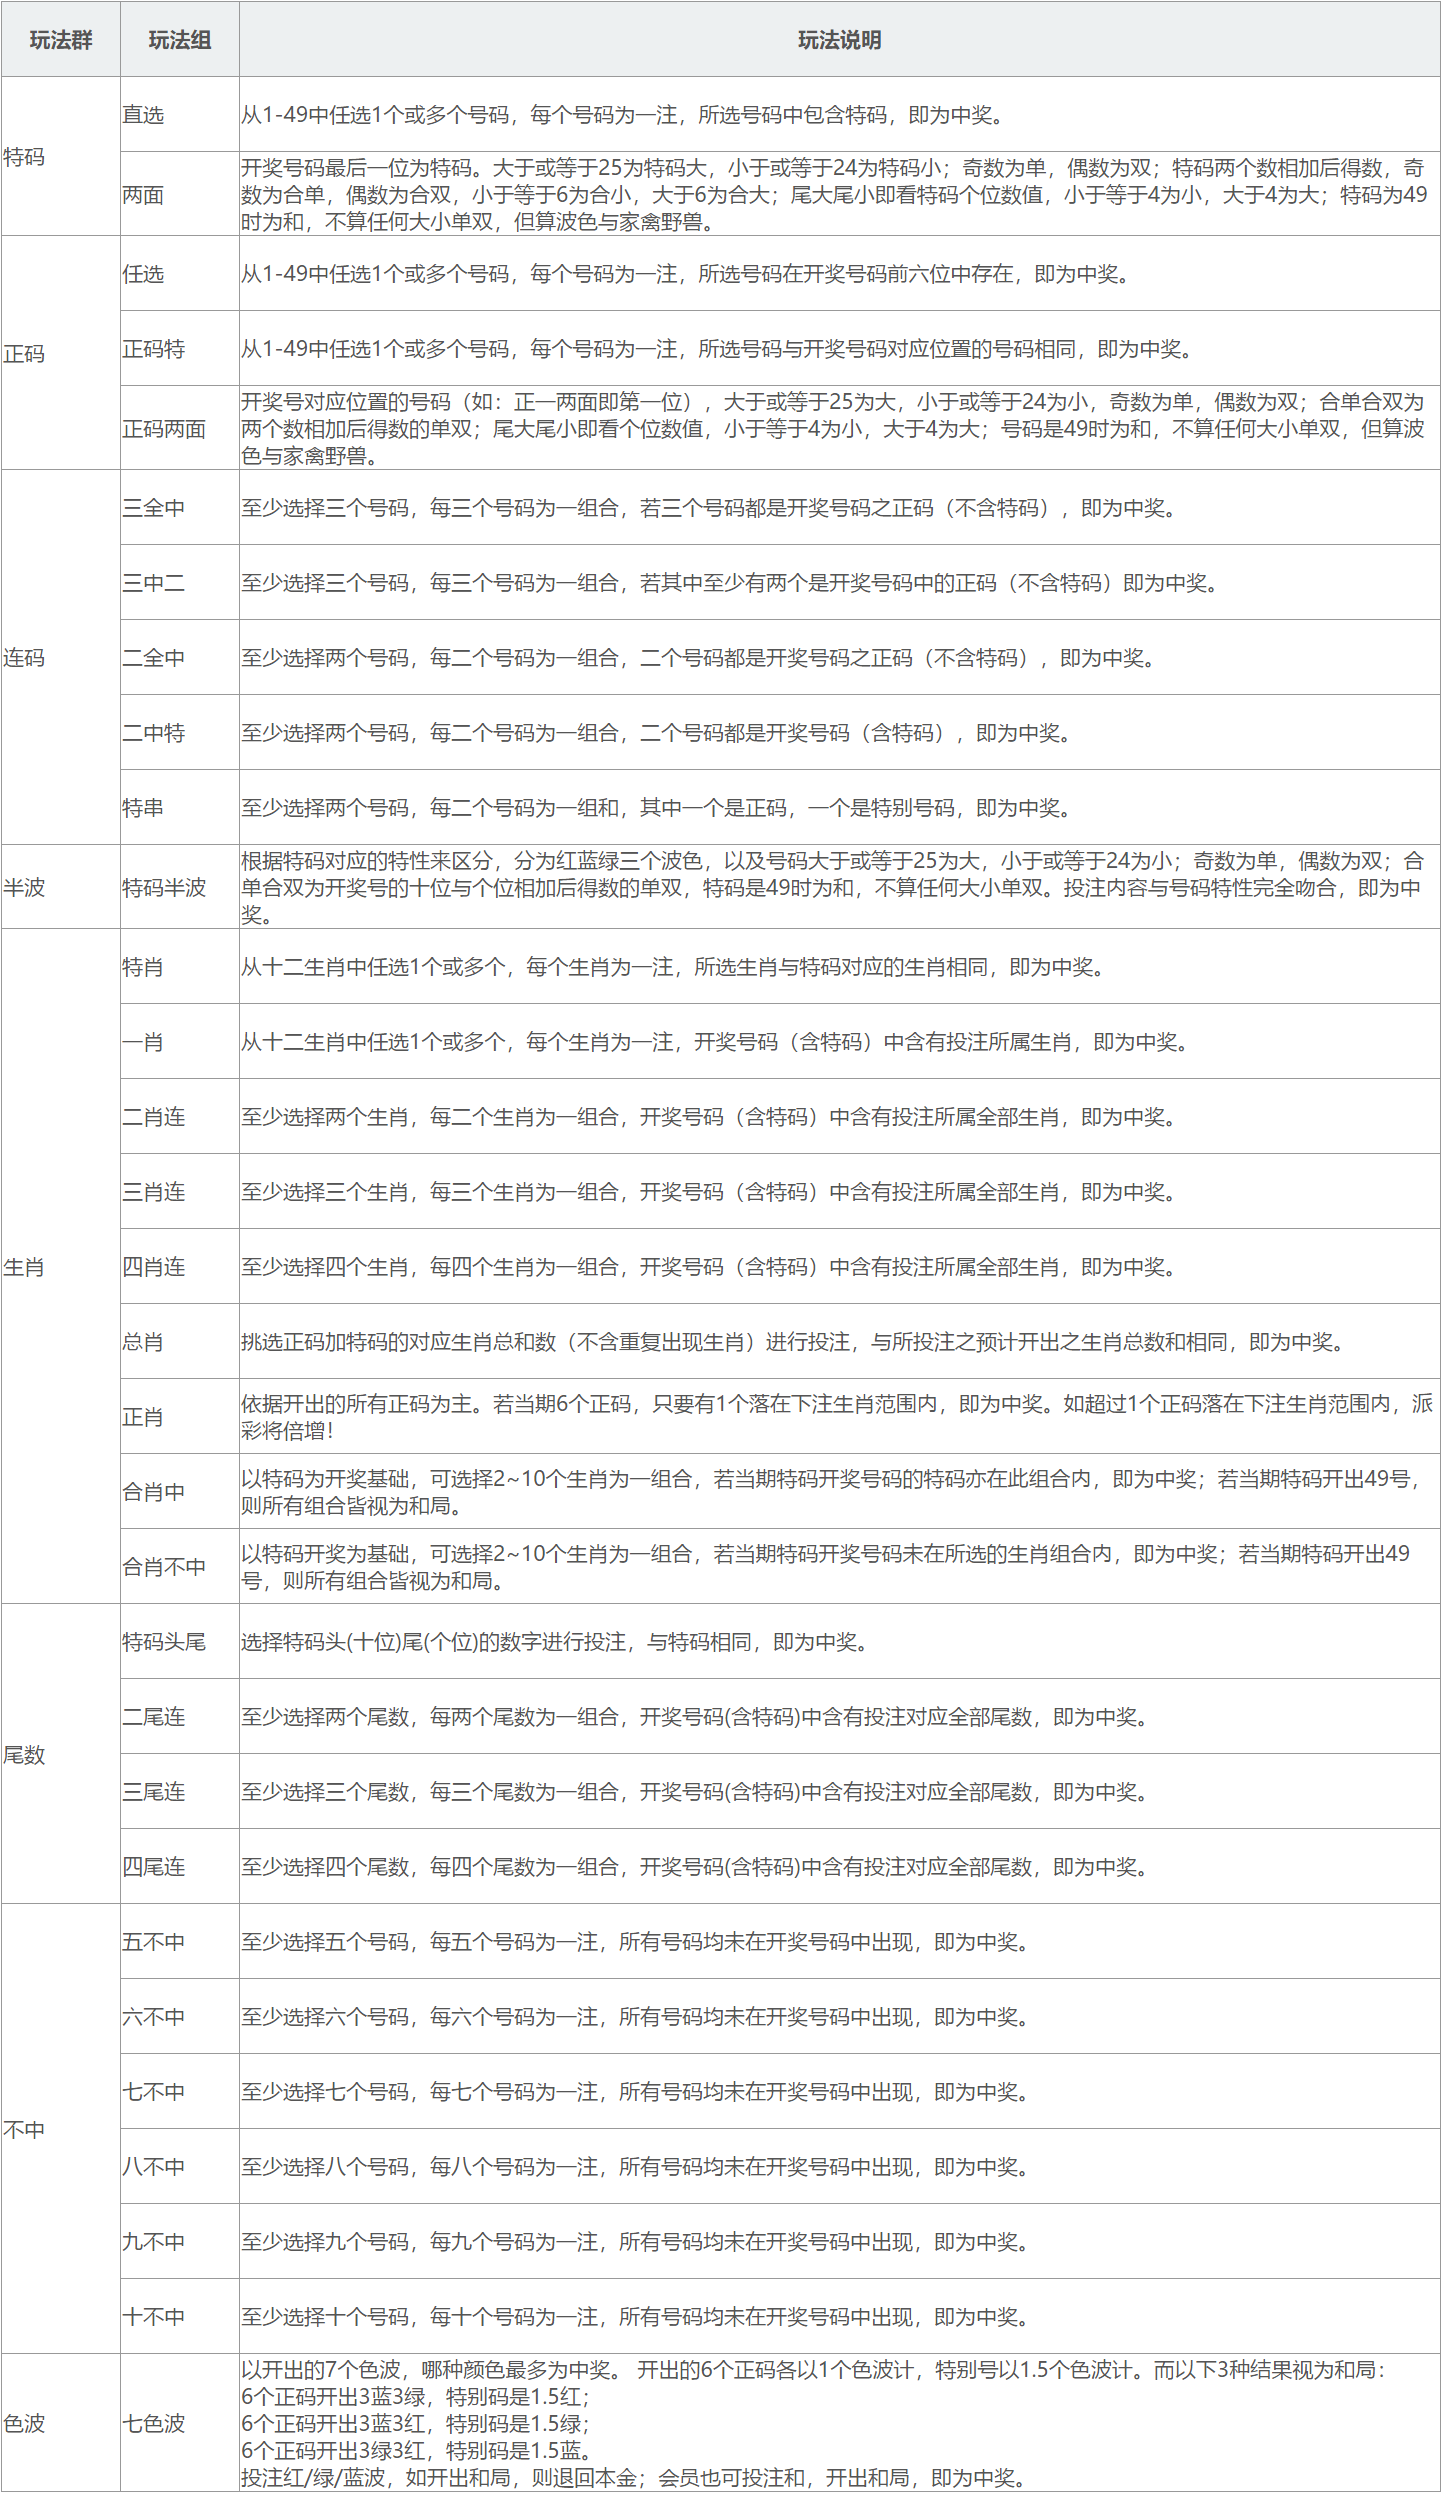 玩法群 玩法组 玩法说明
特码
直选 从1-49中任选1个或多个号码，每个号码为一注，所选号码中包含特码，即为中奖。
两面
开奖号码最后一位为特码。大于或等于25为特码大，小于或等于24为特码小；奇数为单，偶数为双；特码两个数相加后得数，奇
数为合单，偶数为合双，小于等于6为合小，大于6为合大；尾大尾小即看特码个位数值，小于等于4为小，大于4为大；特码为49
时为和，不算任何大小单双，但算波色与家禽野兽。
正码
任选 从1-49中任选1个或多个号码，每个号码为一注，所选号码在开奖号码前六位中存在，即为中奖。
正码特 从1-49中任选1个或多个号码，每个号码为一注，所选号码与开奖号码对应位置的号码相同，即为中奖。
正码两面
开奖号对应位置的号码（如：正一两面即第一位），大于或等于25为大，小于或等于24为小，奇数为单，偶数为双；合单合双为
两个数相加后得数的单双；尾大尾小即看个位数值，小于等于4为小，大于4为大；号码是49时为和，不算任何大小单双，但算波
色与家禽野兽。
连码
三全中 至少选择三个号码，每三个号码为一组合，若三个号码都是开奖号码之正码（不含特码），即为中奖。
三中二 至少选择三个号码，每三个号码为一组合，若其中至少有两个是开奖号码中的正码（不含特码）即为中奖。
二全中 至少选择两个号码，每二个号码为一组合，二个号码都是开奖号码之正码（不含特码），即为中奖。
二中特 至少选择两个号码，每二个号码为一组合，二个号码都是开奖号码（含特码），即为中奖。
特串 至少选择两个号码，每二个号码为一组和，其中一个是正码，一个是特别号码，即为中奖。
半波 特码半波
根据特码对应的特性来区分，分为红蓝绿三个波色，以及号码大于或等于25为大，小于或等于24为小；奇数为单，偶数为双；合
单合双为开奖号的十位与个位相加后得数的单双，特码是49时为和，不算任何大小单双。投注内容与号码特性完全吻合，即为中
奖。
生肖
特肖 从十二生肖中任选1个或多个，每个生肖为一注，所选生肖与特码对应的生肖相同，即为中奖。
一肖 从十二生肖中任选1个或多个，每个生肖为一注，开奖号码（含特码）中含有投注所属生肖，即为中奖。
二肖连 至少选择两个生肖，每二个生肖为一组合，开奖号码（含特码）中含有投注所属全部生肖，即为中奖。
三肖连 至少选择三个生肖，每三个生肖为一组合，开奖号码（含特码）中含有投注所属全部生肖，即为中奖。
四肖连 至少选择四个生肖，每四个生肖为一组合，开奖号码（含特码）中含有投注所属全部生肖，即为中奖。
总肖 挑选正码加特码的对应生肖总和数（不含重复出现生肖）进行投注，与所投注之预计开出之生肖总数和相同，即为中奖。
正肖
依据开出的所有正码为主。若当期6个正码，只要有1个落在下注生肖范围内，即为中奖。如超过1个正码落在下注生肖范围内，派
彩将倍增！
合肖中
以特码为开奖基础，可选择2~10个生肖为一组合，若当期特码开奖号码的特码亦在此组合内，即为中奖；若当期特码开出49号，
则所有组合皆视为和局。
合肖不中
以特码开奖为基础，可选择2~10个生肖为一组合，若当期特码开奖号码未在所选的生肖组合内，即为中奖；若当期特码开出49
号，则所有组合皆视为和局。
尾数
特码头尾 选择特码头(十位)尾(个位)的数字进行投注，与特码相同，即为中奖。
二尾连 至少选择两个尾数，每两个尾数为一组合，开奖号码(含特码)中含有投注对应全部尾数，即为中奖。
三尾连 至少选择三个尾数，每三个尾数为一组合，开奖号码(含特码)中含有投注对应全部尾数，即为中奖。
四尾连 至少选择四个尾数，每四个尾数为一组合，开奖号码(含特码)中含有投注对应全部尾数，即为中奖。
不中
五不中 至少选择五个号码，每五个号码为一注，所有号码均未在开奖号码中出现，即为中奖。
六不中 至少选择六个号码，每六个号码为一注，所有号码均未在开奖号码中出现，即为中奖。
七不中 至少选择七个号码，每七个号码为一注，所有号码均未在开奖号码中出现，即为中奖。
八不中 至少选择八个号码，每八个号码为一注，所有号码均未在开奖号码中出现，即为中奖。
九不中 至少选择九个号码，每九个号码为一注，所有号码均未在开奖号码中出现，即为中奖。
十不中 至少选择十个号码，每十个号码为一注，所有号码均未在开奖号码中出现，即为中奖。
色波 七色波
以开出的7个色波，哪种颜色最多为中奖。 开出的6个正码各以1个色波计，特别号以1.5个色波计。而以下3种结果视为和局：
6个正码开出3蓝3绿，特别码是1.5红；
6个正码开出3蓝3红，特别码是1.5绿；
6个正码开出3绿3红，特别码是1.5蓝。
投注红/绿/蓝波，如开出和局，则退回本金；会员也可投注和，开出和局，即为中奖。